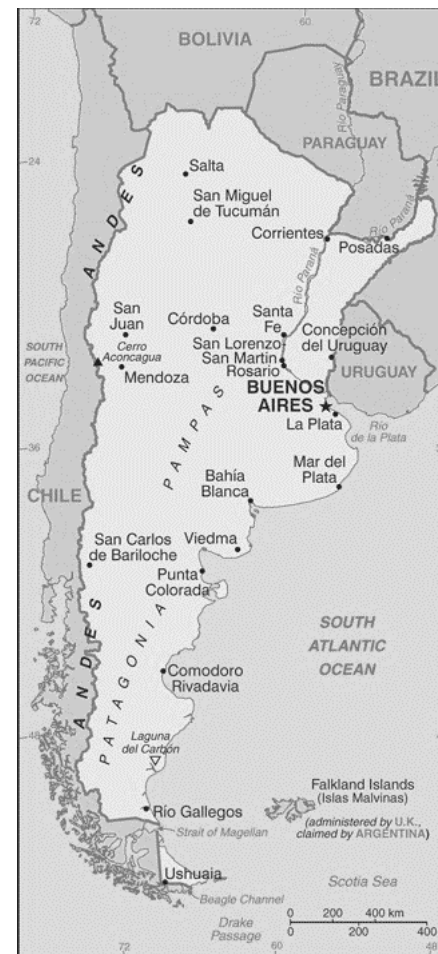 72
60
BOLIVIA
BRAZIL
Río Paraguay
PARAGUAY
24
Salta
San Miguel
de Tucumán
ANDES
Corrientes
Río Paraná
Posadas
Río Paraná
San
Juan
Córdoba
Santa
Fe
Concepción
del Uruguay
SOUTH
PACIFIC
OCEAN
Cerro
Aconcagua
San Lorenzo
San Martin
Rosario
URUGUAY
Mendoza
BUENOS
AIRES
La Plata
Río
de la Plata
PAMPAS
36
Mar del
Plata
Bahía
Blanca
CHILE
San Carlos
de Bariloche
Viedma
Punta
Colorada
ANDES
PATAGONIA
SOUTH
ATLANTIC
OCEAN
Comodoro
Rivadavia
48
Laguna
del Carbón
Falkland Islands
(Islas Malvinas)
(administered by U.K.,
claimed by ARGENTINA)
Río Gallegos
Strait of Magellan
Ushuaia
Scotia Sea
Beagle Channel
Drake
Passage
0 200 400 km
0 200 400
72
60
48